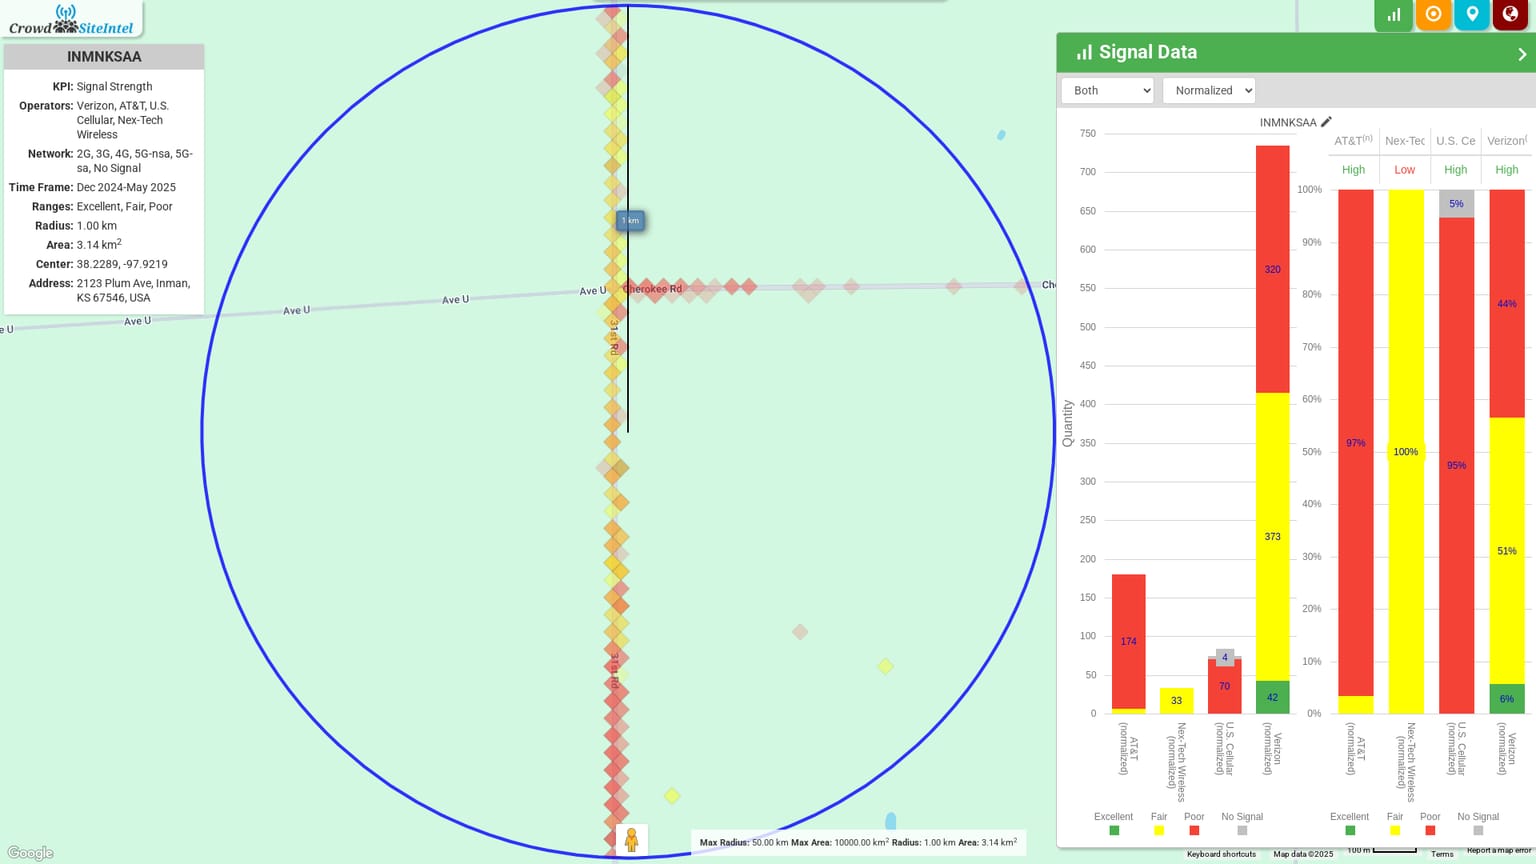 Crowd SiteIntel
INMNKSAA
KPI: Signal Strength
Operators: Verizon, AT&T, U.S.
Cellular, Nex-Tech
Wireless
Network: 2G, 3G, 4G, 5G-nsa, 5G-
sa, No Signal
Time Frame: Dec 2024-May 2025
Ranges: Excellent, Fair, Poor
Radius: 1.00 km
Area: 3.14 km²
Center: 38.2289, -97.9219
Address: 2123 Plum Ave, Inman,
KS 67546, USA
1 km
Cherokee Rd
Ave U
Ave U
Ave U
Ave U
e U
Che
31st Rd
31st Rd
Google
Max Radius: 50.00 km Max Area: 10000.00 km² Radius: 1.00 km Area: 3.14 km²
Signal Data
Both
Normalized
INMNKSAA
750
700
650
600
550
500
450
400
350
300
250
200
150
100
50
0
Quantity
174
33
4
70
320
373
42
AT&T
(normalized)
Nex-Tech Wireless
(normalized)
U.S. Cellular
(normalized)
Verizon
(normalized)
Excellent
Fair
Poor
No Signal
AT&T(n)
Nex-Tec
U.S. Ce
Verizon(
High
Low
High
High
100%
90%
80%
70%
60%
50%
40%
30%
20%
10%
0%
97%
100%
5%
95%
44%
51%
6%
AT&T
(normalized)
Nex-Tech Wireless
(normalized)
U.S. Cellular
(normalized)
Verizon
(normalized)
Excellent
Fair
Poor
No Signal
Keyboard shortcuts
Map data ©2025
100 m
Terms
Report a map error